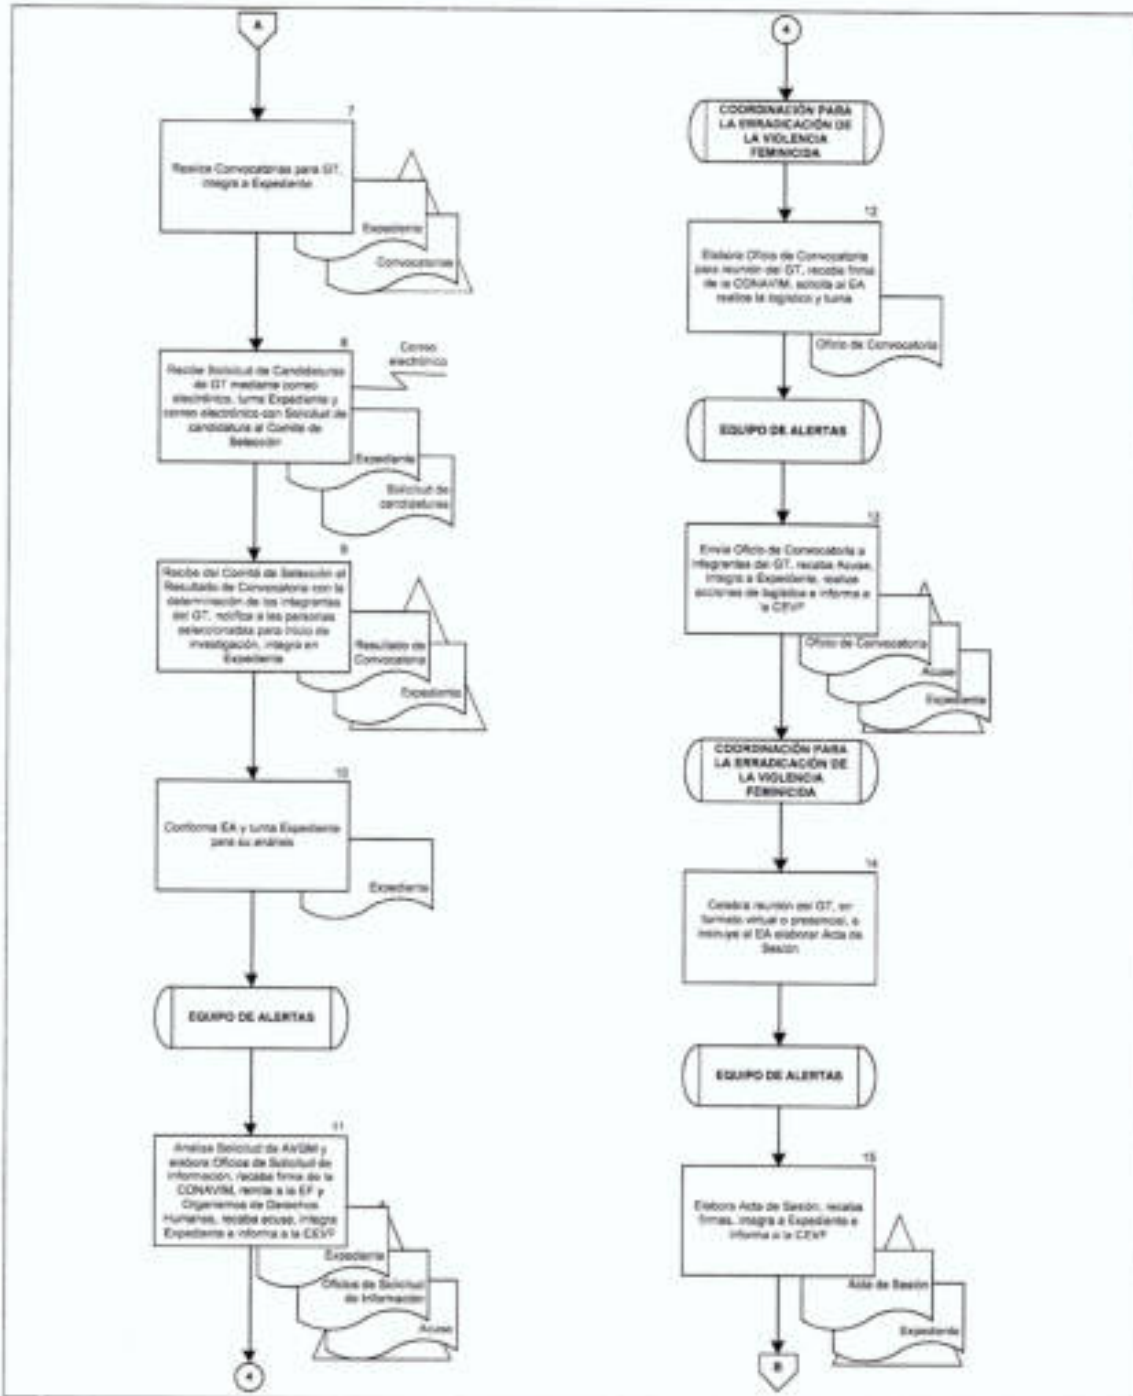 A
7
Realiza Convocatorias para GT,
integra a Expediente
Expediente
Convocatorias
8
Recibe Solicitud de Candidaturas
de GT mediante correo
electrónico, turna Expediente y
correo electrónico con Solicitud de
candidatura al Comité de
Selección
Correo
electrónico
Expediente
Solicitud de
candidaturas
9
Recibe del Comité de Selección el
Resultado de Convocatoria con la
determinación de los integrantes
del GT, notifica a las personas
seleccionadas para inicio de
investigación, integra en
Expediente
Resultado de
Convocatoria
Expediente
10
Conforma EA y turna Expediente
para su análisis
Expediente
EQUIPO DE ALERTAS
11
Analiza Solicitud de AVGM y
elabora Oficios de Solicitud de
Información, recaba firma de la
CONAVIM, remite a la EF y
Organismos de Derechos
Humanos, recaba acuse, integra
Expediente e informa a la CEVF
Expediente
Oficios de Solicitud
de Información
Acuse
4
4
COORDINACIÓN PARA
LA ERRADICACIÓN DE
LA VIOLENCIA
FEMINICIDA
12
Elabora Oficio de Convocatoria
para reunión del GT, recaba firma
de la CONAVIM, solicita al EA
realice la logística y turna
Oficio de Convocatoria
EQUIPO DE ALERTAS
13
Envía Oficio de Convocatoria a
integrantes del GT, recaba Acuse,
integra a Expediente, realiza
acciones de logística e informa a
la CEVF
Oficio de Convocatoria
Acuse
Expediente
COORDINACIÓN PARA
LA ERRADICACIÓN DE
LA VIOLENCIA
FEMINICIDA
14
Celebra reunión del GT, en
formato virtual o presencial, e
instruye al EA elaborar Acta de
Sesión
EQUIPO DE ALERTAS
15
Elabora Acta de Sesión, recaba
firmas, integra a Expediente e
informa a la CEVF
Acta de Sesión
Expediente
B